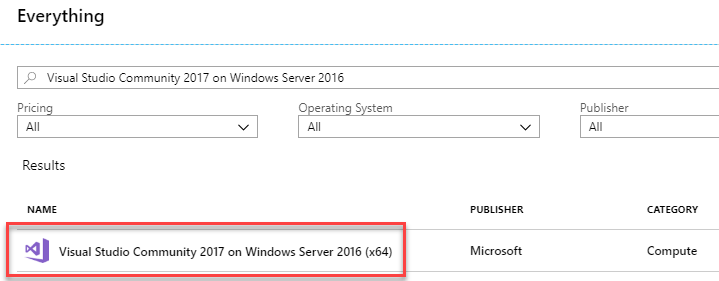 Everything
Visual Studio Community 2017 on Windows Server 2016
Pricing Operating System Publisher
All All All
Results
NAME PUBLISHER CATEGORY
Visual Studio Community 2017 on Windows Server 2016 (x64) Microsoft Compute